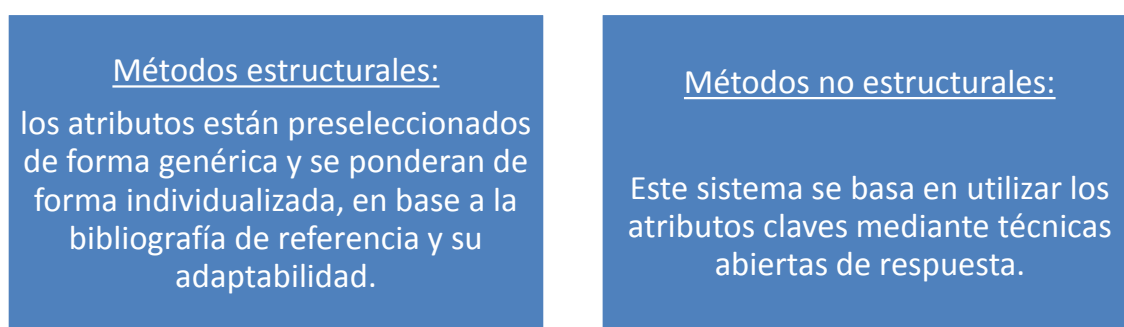 Métodos estructurales:
los atributos están preseleccionados
de forma genérica y se ponderan de
forma individualizada, en base a la
bibliografía de referencia y su
adaptabilidad.
Métodos no estructurales:
Este sistema se basa en utilizar los
atributos claves mediante técnicas
abiertas de respuesta.